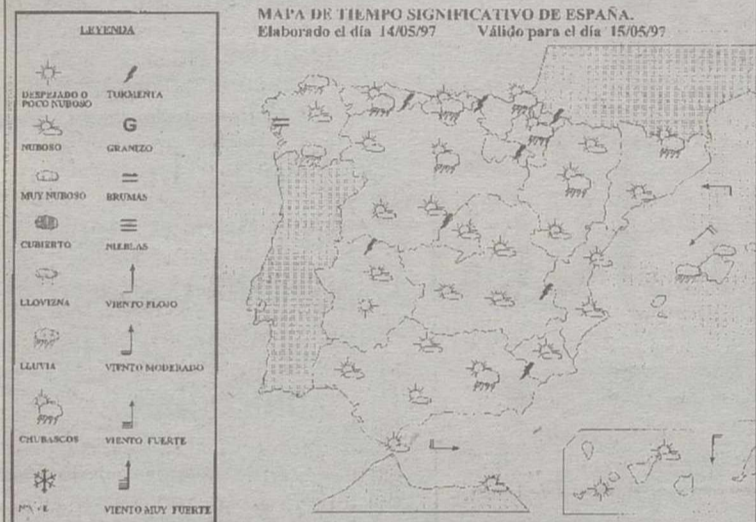 LEYENDA
DESPEJADO O
POCO NUBOSO
TORMENTA
NUBOSO
G
GRANIZO
MUY NUBOSO
BRUMAS
CUBIERTO
NIEBLAS
LLOVIZNA
VIENTO FLOJO
LLUVIA
VIENTO MODERADO
CHUBASCOS
VIENTO FUERTE
VIENTO MUY FUERTE
MAPA DE TIEMPO SIGNIFICATIVO DE ESPAÑA.
Elaborado el día 14/05/97 Válido para el día 15/05/97